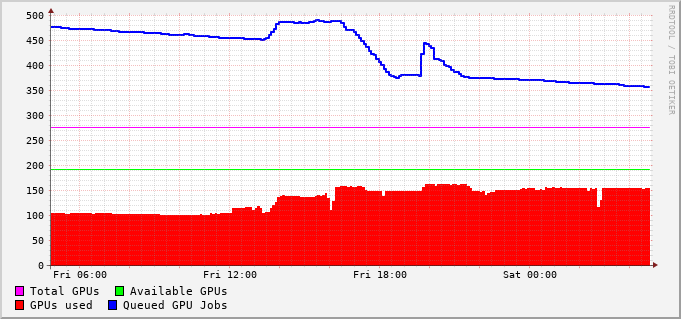 500
450
400
350
300
250
200
150
100
50
0
Fri 06:00 Fri 12:00 Fri 18:00 Sat 00:00
Total GPUs Available GPUs
GPUs used Queued GPU Jobs
RRDTOOL / TOBI OETIKER